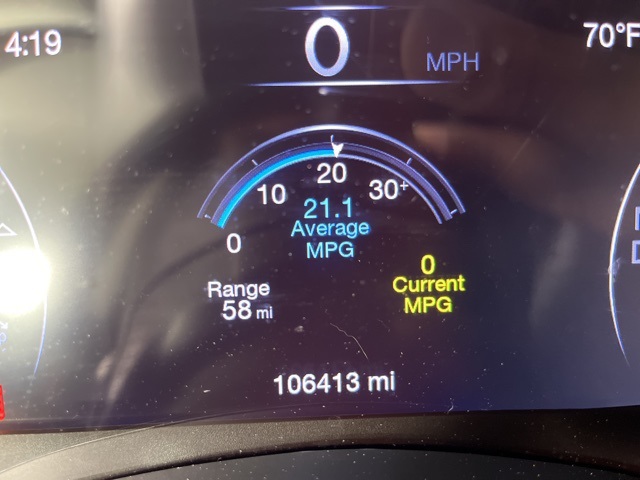 4:19
70°F
0
MPH
0
10
20
30+
21.1
Average
MPG
0
Current
MPG
Range
58 mi
106413 mi